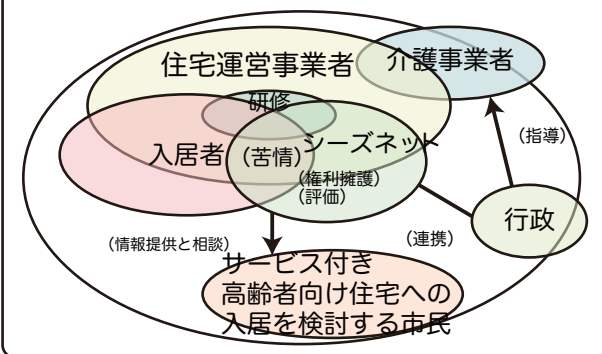 住宅運営事業者
介護事業者
研修
入居者
（苦情）
シーズネット
（権利擁護）
（評価）
（指導）
行政
（連携）
（情報提供と相談）
サービス付き
高齢者向け住宅への
入居を検討する市民